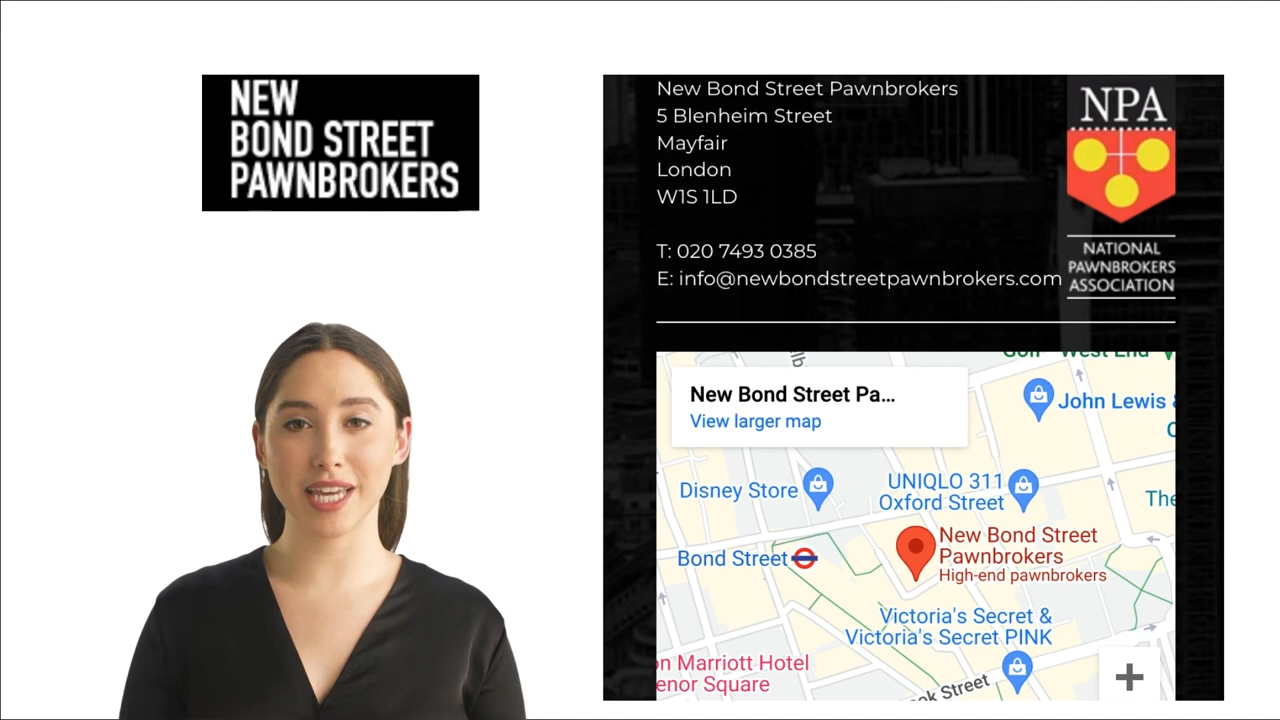 NEW
BOND STREET
PAWNBROKERS
New Bond Street Pawnbrokers
5 Blenheim Street
Mayfair
London
W1S 1LD
T: 020 7493 0385
E: info@newbondstreetpawnbrokers.com
NPA
NATIONAL
PAWNBROKERS
ASSOCIATION
New Bond Street Pa...
View larger map
John Lewis
Disney Store
UNIQLO 311
Oxford Street
The
Bond Street
New Bond Street
Pawnbrokers
High-end pawnbrokers
Victoria's Secret &
Victoria's Secret PINK
on Marriott Hotel
enor Square
ook Street
+